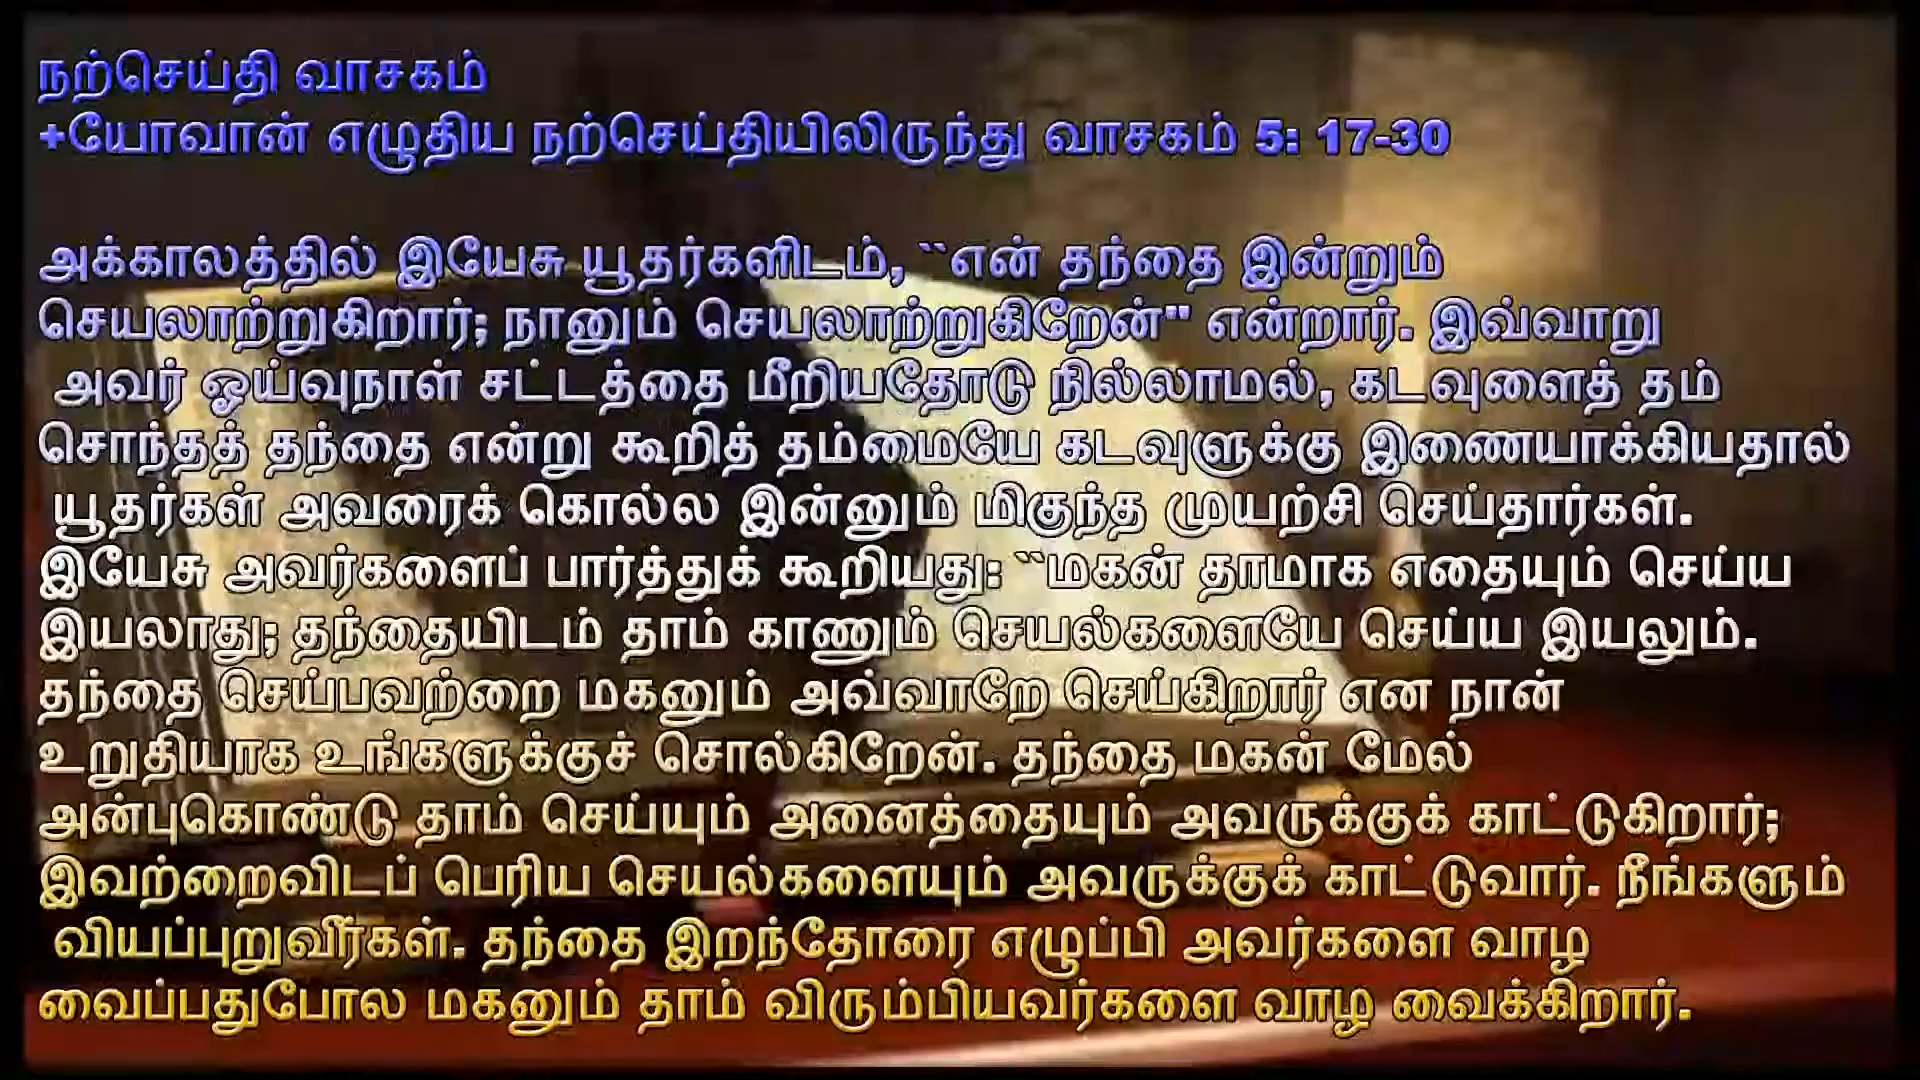 நற்செய்தி வாசகம்
+யோவான் எழுதிய நற்செய்தியிலிருந்து வாசகம் 5: 17-30
அக்காலத்தில் இயேசு யூதர்களிடம், ``என் தந்தை இன்றும்
செயலாற்றுகிறார்; நானும் செயலாற்றுகிறேன்" என்றார். இவ்வாறு
அவர் ஓய்வுநாள் சட்டத்தை மீறியதோடு நில்லாமல், கடவுளைத் தம்
சொந்தத் தந்தை என்று கூறித் தம்மையே கடவுளுக்கு இணையாக்கியதால்
யூதர்கள் அவரைக் கொல்ல இன்னும் மிகுந்த முயற்சி செய்தார்கள்.
இயேசு அவர்களைப் பார்த்துக் கூறியது: ``மகன் தாமாக எதையும் செய்ய
இயலாது; தந்தையிடம் தாம் காணும் செயல்களையே செய்ய இயலும்.
தந்தை செய்பவற்றை மகனும் அவ்வாறே செய்கிறார் என நான்
உறுதியாக உங்களுக்குச் சொல்கிறேன். தந்தை மகன் மேல்
அன்புகொண்டு தாம் செய்யும் அனைத்தையும் அவருக்குக் காட்டுகிறார்;
இவற்றைவிடப் பெரிய செயல்களையும் அவருக்குக் காட்டுவார். நீங்களும்
வியப்புறுவீர்கள். தந்தை இறந்தோரை எழுப்பி அவர்களை வாழ
வைப்பதுபோல மகனும் தாம் விரும்பியவர்களை வாழ வைக்கிறார்.